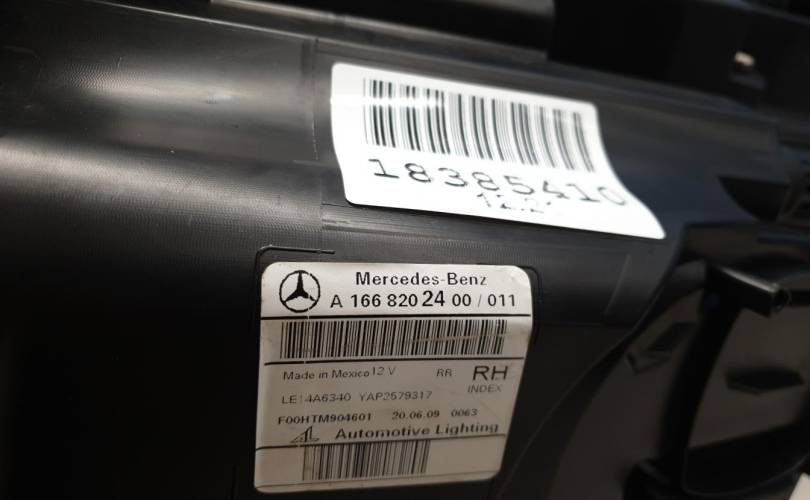 18385410
Mercedes-Benz
A 166 820 24 00 / 011
Made in Mexico 12 V RR RH
INDEX
LE14A6340 YAP2579317
F00HTM904601 20.06.09 0063
Automotive Lighting